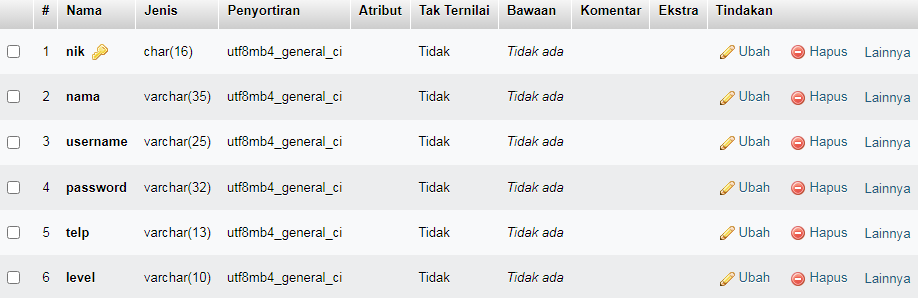 # Nama Jenis Penyortiran Atribut Tak Ternilai Bawaan Komentar Ekstra Tindakan
1 nik char(16) utf8mb4_general_ci Tidak Tidak ada Ubah Hapus Lainnya
2 nama varchar(35) utf8mb4_general_ci Tidak Tidak ada Ubah Hapus Lainnya
3 username varchar(25) utf8mb4_general_ci Tidak Tidak ada Ubah Hapus Lainnya
4 password varchar(32) utf8mb4_general_ci Tidak Tidak ada Ubah Hapus Lainnya
5 telp varchar(13) utf8mb4_general_ci Tidak Tidak ada Ubah Hapus Lainnya
6 level varchar(10) utf8mb4_general_ci Tidak Tidak ada Ubah Hapus Lainnya